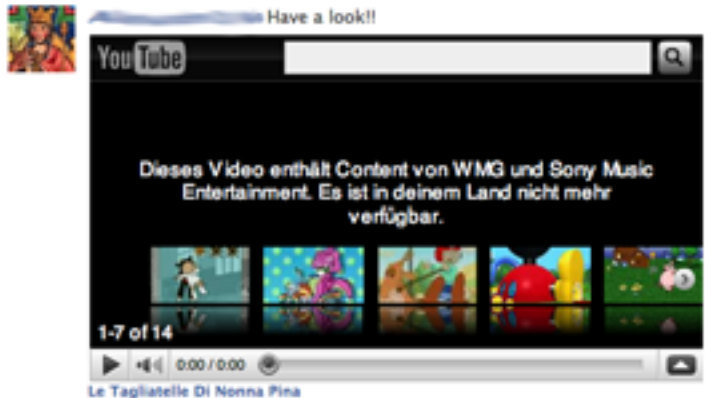 Have a look!!
YouTube
Dieses Video enthält Content von WMG und Sony Music
Entertainment. Es ist in deinem Land nicht mehr
verfügbar.
1-7 of 14
0:00 / 0:00
Le Tagliatelle Di Nonna Pina